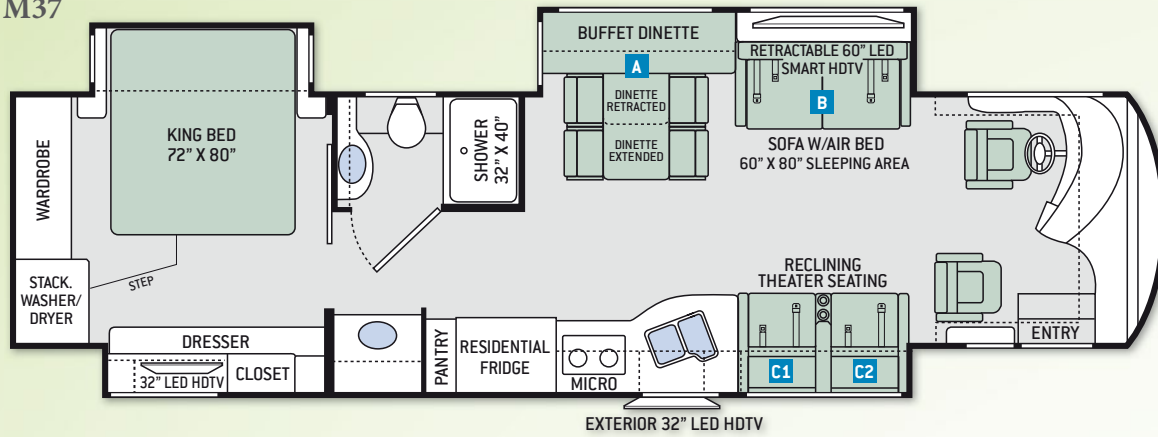 M37
BUFFET DINETTE
A
DINETTE
RETRACTED
DINETTE
EXTENDED
RETRACTABLE 60" LED
SMART HDTV
B
SOFA W/AIR BED
60" X 80" SLEEPING AREA
KING BED
72" X 80"
SHOWER
32" X 40"
WARDROBE
STACK.
WASHER/
DRYER
STEP
DRESSER
32" LED HDTV
CLOSET
PANTRY
RESIDENTIAL
FRIDGE
MICRO
RECLINING
THEATER SEATING
C1
C2
ENTRY
EXTERIOR 32" LED HDTV